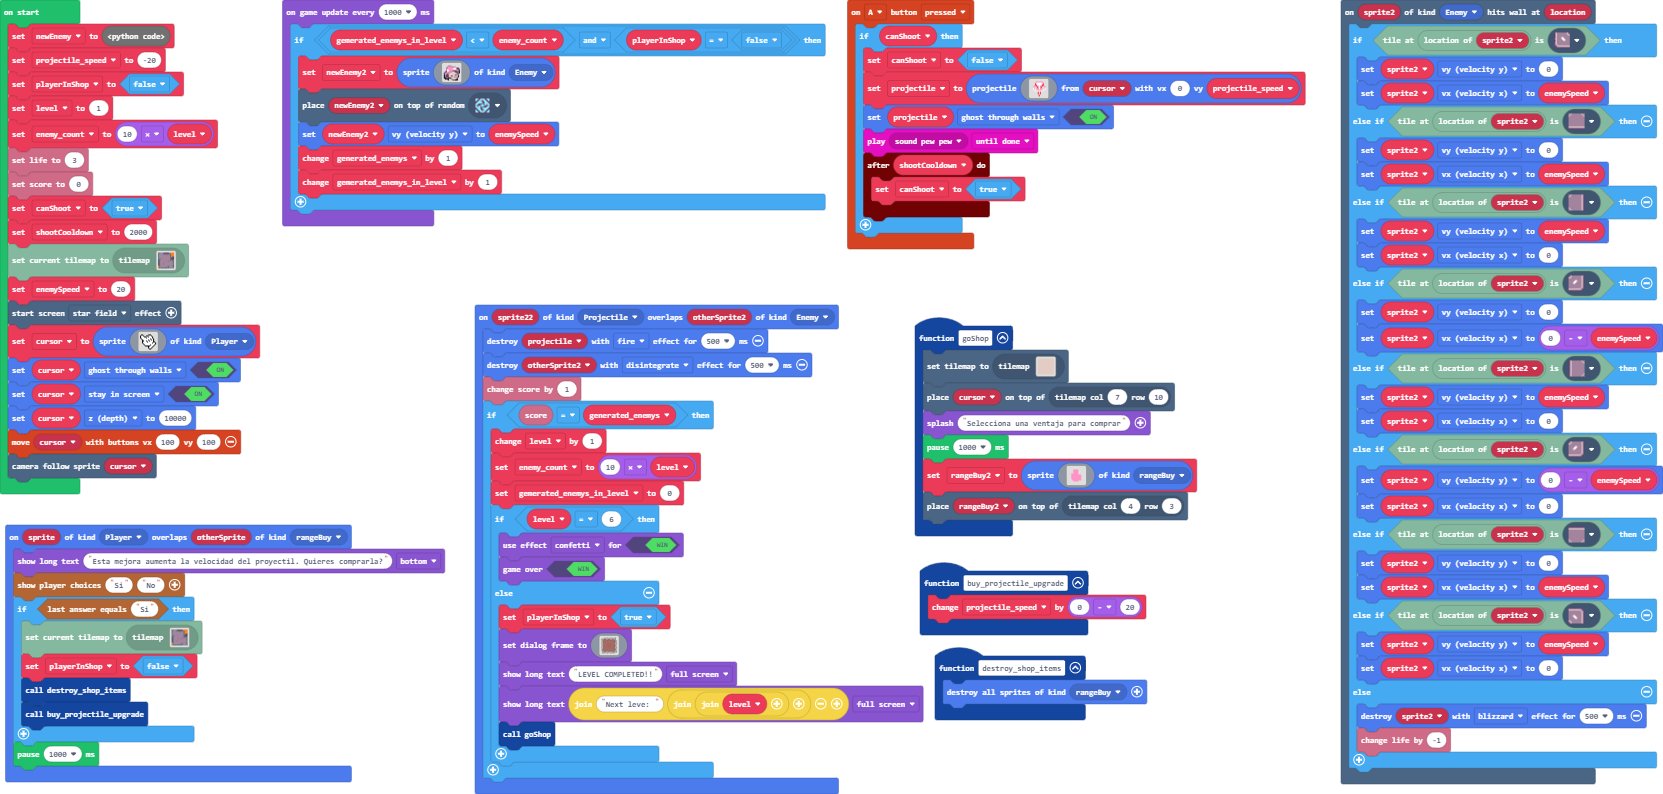 on start
set newEnemy to <python code>
set projectile_speed to -20
set playerInShop to false
set level to 1
set enemy_count to 10 × level
set life to 3
set score to 0
set canShoot to true
set shootCooldown to 2000
set current tilemap to tilemap
set enemySpeed to 20
start screen star field effect
set cursor to sprite of kind Player
set cursor ghost through walls ON
set cursor stay in screen ON
set cursor z (depth) to 10000
move cursor with buttons vx 100 vy 100
camera follow sprite cursor
on sprite of kind Player overlaps otherSprite of kind rangeBuy
show long text "Esta mejora aumenta la velocidad del proyectil. Quieres comprarla?" bottom
show player choices "Si" "No"
if last answer equals "Si" then
set current tilemap to tilemap
set playerInShop to false
call destroy_shop_items
call buy_projectile_upgrade
pause 1000 ms
on game update every 1000 ms
if generated_enemys_in_level < enemy_count and playerInShop = false then
set newEnemy2 to sprite of kind Enemy
place newEnemy2 on top of random
set newEnemy2 vy (velocity y) to enemySpeed
change generated_enemys by 1
change generated_enemys_in_level by 1
on sprite22 of kind Projectile overlaps otherSprite2 of kind Enemy
destroy projectile with fire effect for 500 ms
destroy otherSprite2 with disintegrate effect for 500 ms
change score by 1
if score = generated_enemys then
change level by 1
set enemy_count to 10 × level
set generated_enemys_in_level to 0
if level = 6 then
use effect confetti for WIN
game over WIN
else
set playerInShop to true
set dialog frame to
show long text "LEVEL COMPLETED!!" full screen
show long text join "Next leve: " join join level full screen
call goShop
on A button pressed
if canShoot then
set canShoot to false
set projectile to projectile from cursor with vx 0 vy projectile_speed
set projectile ghost through walls ON
play sound pew pew until done
after shootCooldown do
set canShoot to true
function goShop
set tilemap to tilemap
place cursor on top of tilemap col 7 row 10
splash "Selecciona una ventaja para comprar"
pause 1000 ms
set rangeBuy2 to sprite of kind rangeBuy
place rangeBuy2 on top of tilemap col 4 row 3
function buy_projectile_upgrade
change projectile_speed by 0 - 20
function destroy_shop_items
destroy all sprites of kind rangeBuy
on sprite2 of kind Enemy hits wall at location
if tile at location of sprite2 is then
set sprite2 vy (velocity y) to 0
set sprite2 vx (velocity x) to enemySpeed
else if tile at location of sprite2 is then
set sprite2 vy (velocity y) to 0
set sprite2 vx (velocity x) to enemySpeed
else if tile at location of sprite2 is then
set sprite2 vy (velocity y) to enemySpeed
set sprite2 vx (velocity x) to 0
else if tile at location of sprite2 is then
set sprite2 vy (velocity y) to 0
set sprite2 vx (velocity x) to 0 - enemySpeed
else if tile at location of sprite2 is then
set sprite2 vy (velocity y) to enemySpeed
set sprite2 vx (velocity x) to 0
else if tile at location of sprite2 is then
set sprite2 vy (velocity y) to 0 - enemySpeed
set sprite2 vx (velocity x) to 0
else if tile at location of sprite2 is then
set sprite2 vy (velocity y) to 0
set sprite2 vx (velocity x) to enemySpeed
else if tile at location of sprite2 is then
set sprite2 vy (velocity y) to enemySpeed
set sprite2 vx (velocity x) to 0
else
destroy sprite2 with blizzard effect for 500 ms
change life by -1